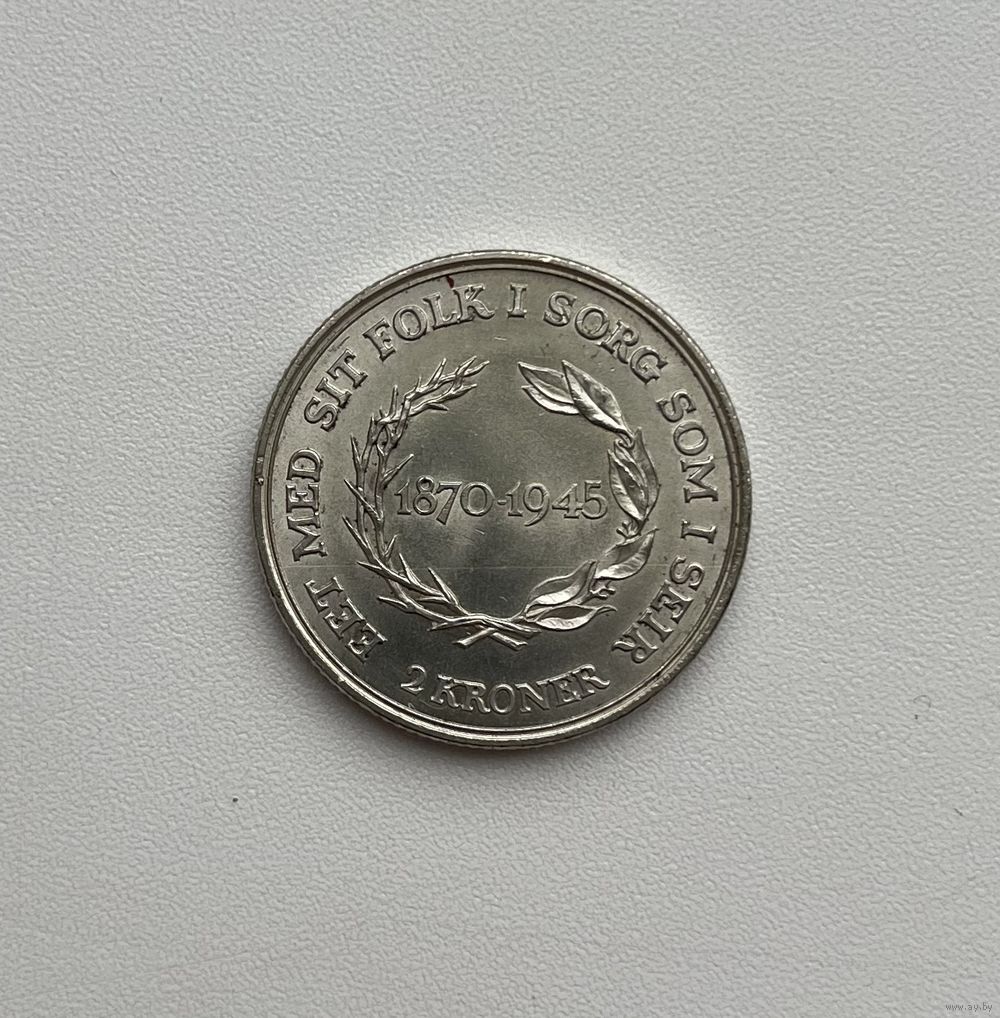 EET MED SIT FOLK I SORG SOM I SEIR
1870-1945
2 KRONER
www.ay.by